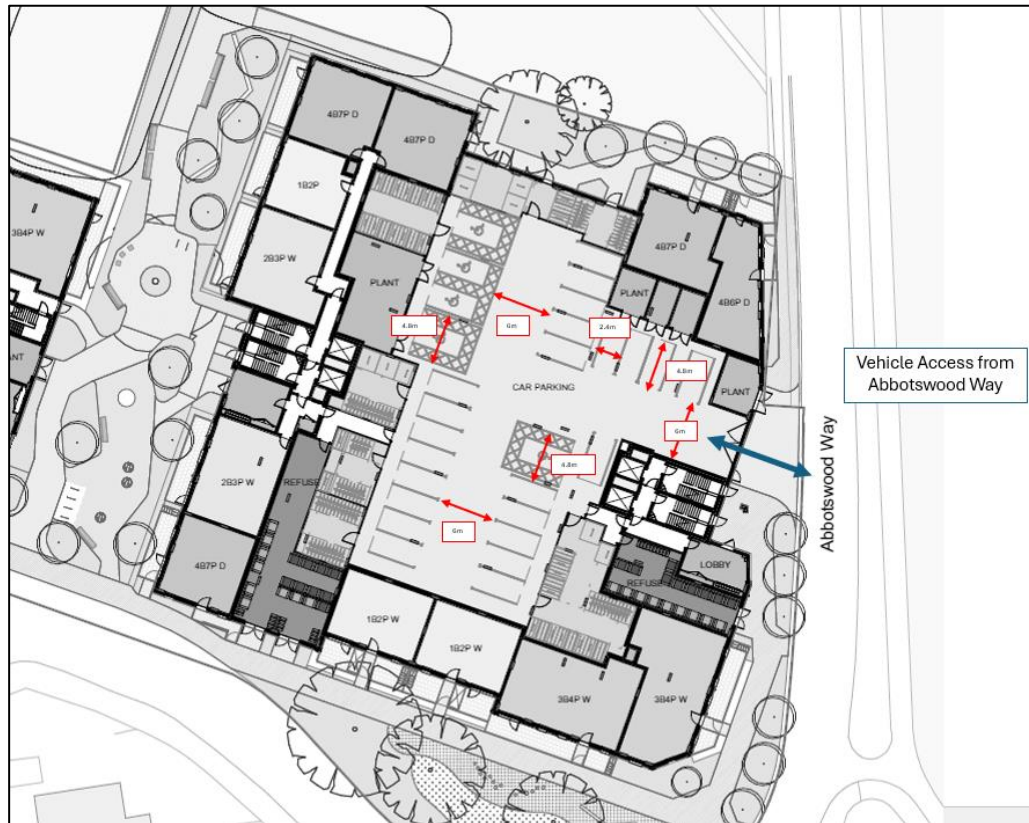 4B7P D
4B7P D
1B2P
3B4P W
4B7P D
2B3P W
PLANT
PLANT
4B6P D
4.8m
6m
2.4m
4.8m
Vehicle Access from
Abbotswood Way
ANT
CAR PARKING
PLANT
6m
4.8m
Abbotswood Way
2B3P W
REFUSE
6m
LOBBY
4B7P D
REFUSE
1B2P W
1B2P W
3B4P W
3B4P W